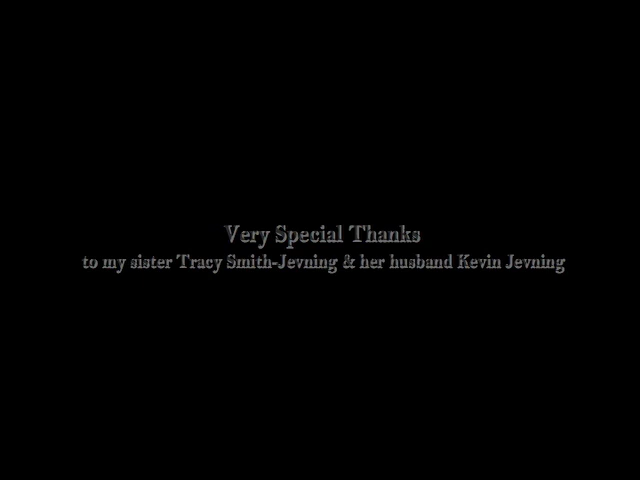 Very Special Thanks
to my sister Tracy Smith-Jevning & her husband Kevin Jevning